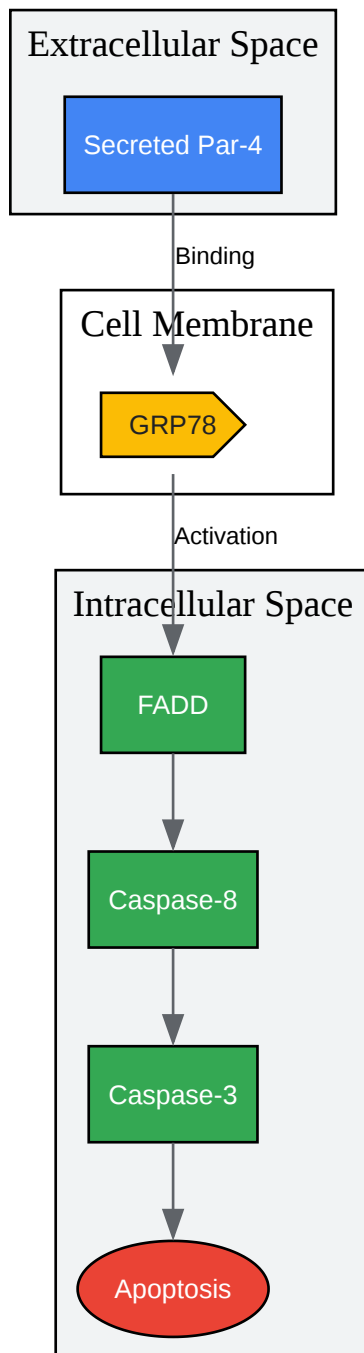 Extracellular Space
Secreted Par-4
Binding
Cell Membrane
GRP78
Activation
Intracellular Space
FADD
Caspase-8
Caspase-3
Apoptosis